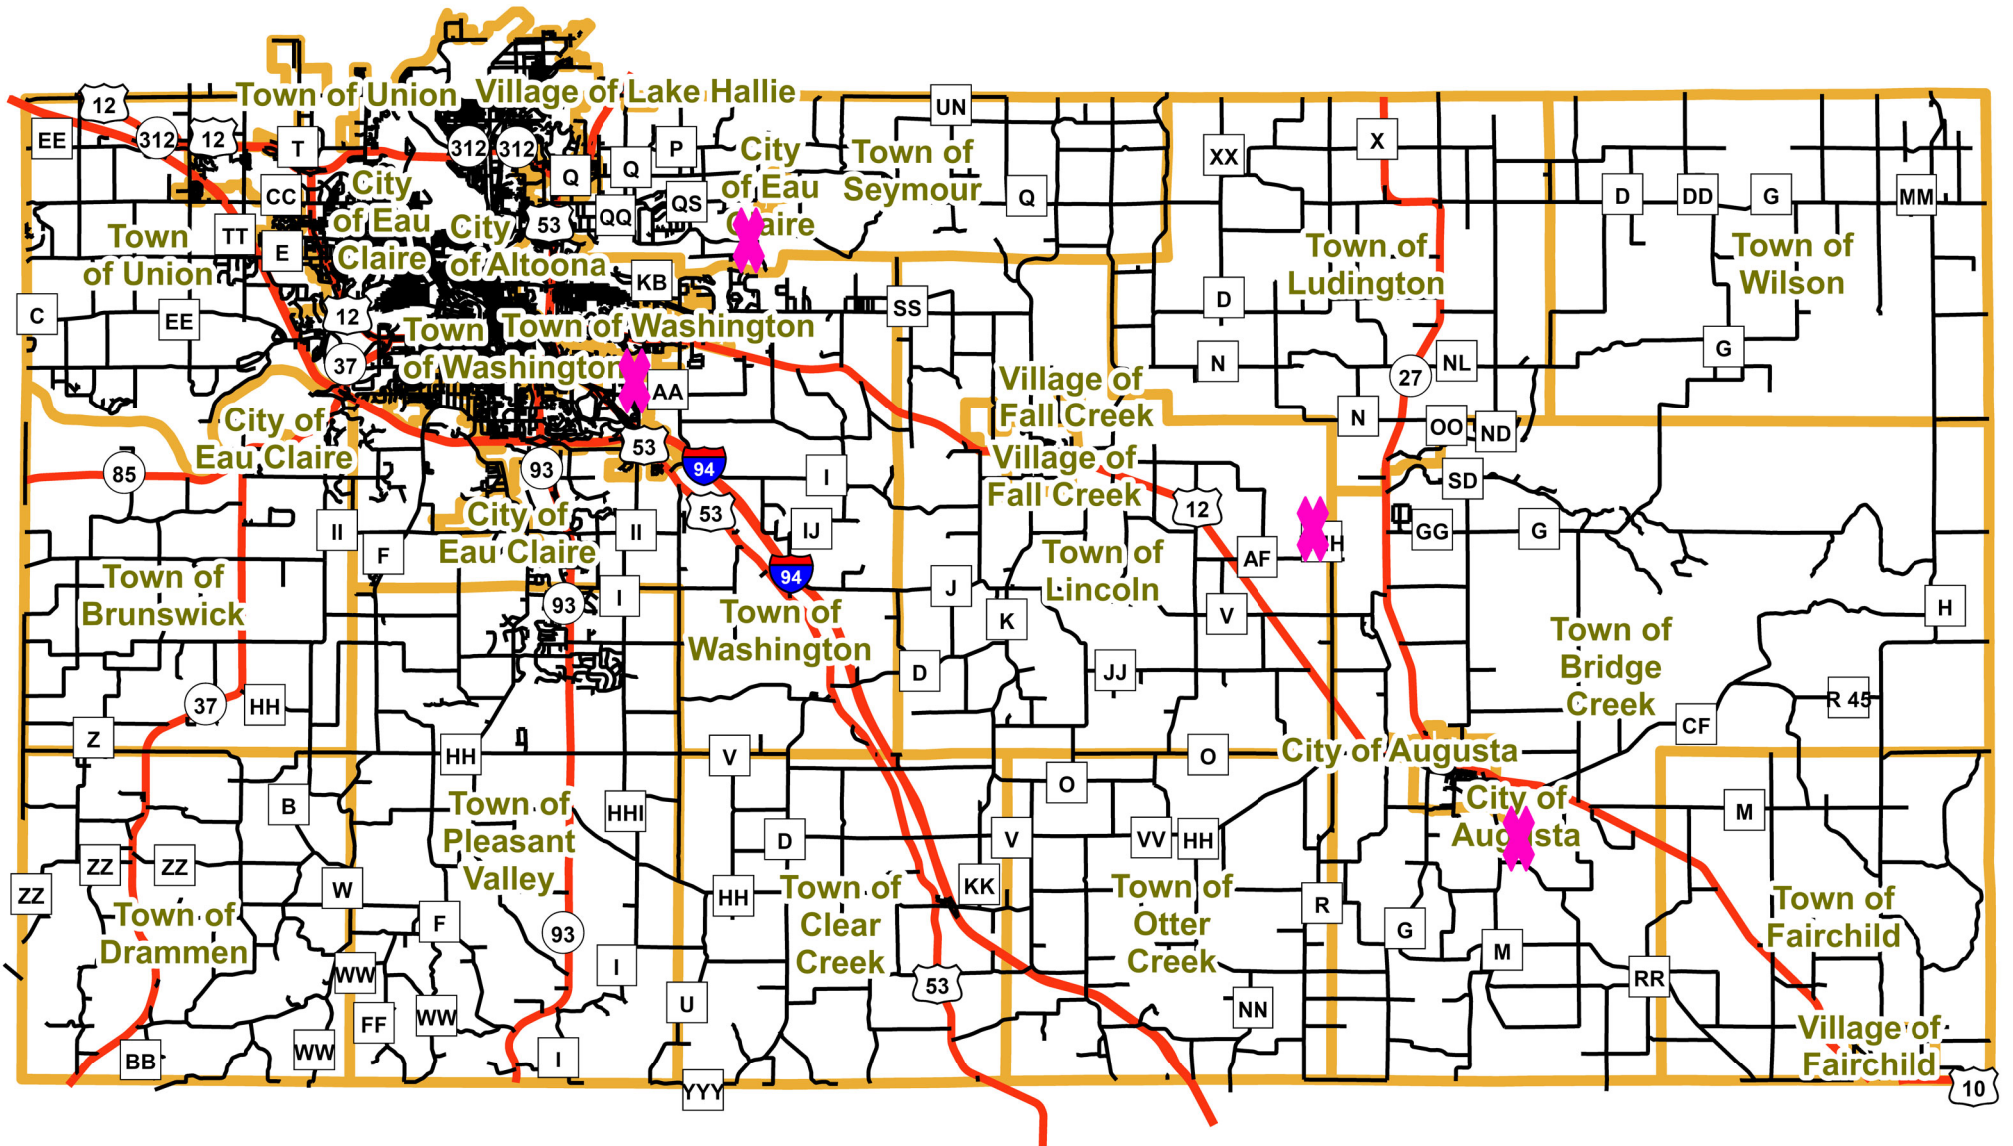 Town of Union
Village of Lake Hallie
12
UN
EE
312
12
T
312
312
P
X
City
of Eau
Claire
Town of
Seymour
XX
Q
Q
CC
City
of Eau
Claire
QS
Q
D
DD
G
MM
QQ
53
City
of Altoona
TT
E
Town
of Union
Town of
Ludington
Town of
Wilson
KB
D
SS
C
EE
12
Town
of Washington
Town of Washington
37
N
NL
G
27
AA
Village of
Fall Creek
N
OO
ND
City of
Eau Claire
53
85
93
94
I
Village of
Fall Creek
SD
12
53
City of
Eau Claire
II
F
II
IJ
GG
G
AF
Town of
Lincoln
94
Town of
Brunswick
J
93
I
K
V
H
Town of
Washington
Town of
Bridge
Creek
D
JJ
37
HH
R 45
CF
Z
HH
V
O
City of Augusta
O
B
Town of
Pleasant
Valley
HHI
City of
Augusta
M
D
V
VV
HH
ZZ
ZZ
ZZ
W
HH
KK
Town of
Clear
Creek
Town of
Otter
Creek
R
Town of
Drammen
F
93
G
M
Town of
Fairchild
WW
I
53
RR
U
NN
FF
WW
WW
BB
I
YYY
Village of
Fairchild
10